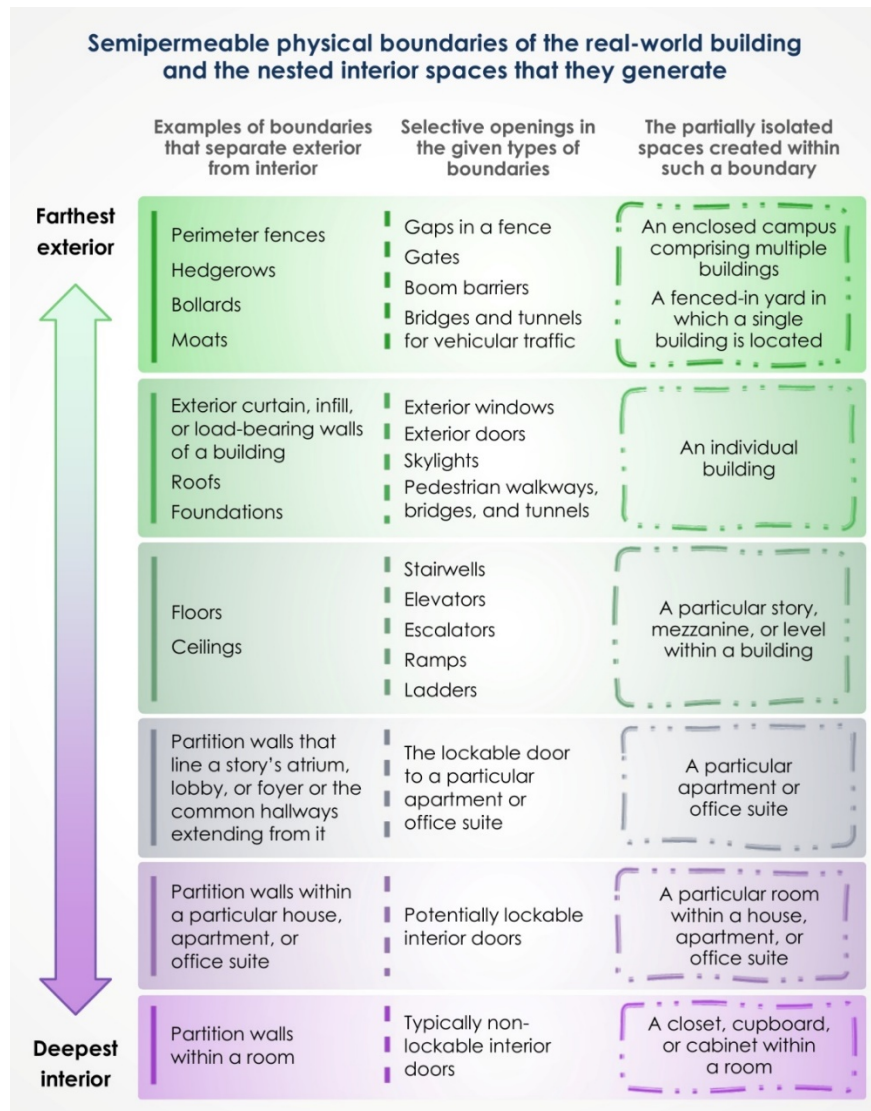 Semipermeable physical boundaries of the real-world building
and the nested interior spaces that they generate
Examples of boundaries
that separate exterior
from interior
Selective openings in
the given types of
boundaries
The partially isolated
spaces created within
such a boundary
Farthest
exterior
Perimeter fences
Hedgerows
Bollards
Moats
Gaps in a fence
Gates
Boom barriers
Bridges and tunnels
for vehicular traffic
An enclosed campus
comprising multiple
buildings
A fenced-in yard in
which a single
building is located
Exterior curtain, infill,
or load-bearing walls
of a building
Roofs
Foundations
Exterior windows
Exterior doors
Skylights
Pedestrian walkways,
bridges, and tunnels
An individual
building
Floors
Ceilings
Stairwells
Elevators
Escalators
Ramps
Ladders
A particular story,
mezzanine, or level
within a building
Partition walls that
line a story’s atrium,
lobby, or foyer or the
common hallways
extending from it
The lockable door
to a particular
apartment or
office suite
A particular
apartment or
office suite
Partition walls within
a particular house,
apartment, or
office suite
Potentially lockable
interior doors
A particular room
within a house,
apartment, or
office suite
Deepest
interior
Partition walls
within a room
Typically non-
lockable interior
doors
A closet, cupboard,
or cabinet within
a room